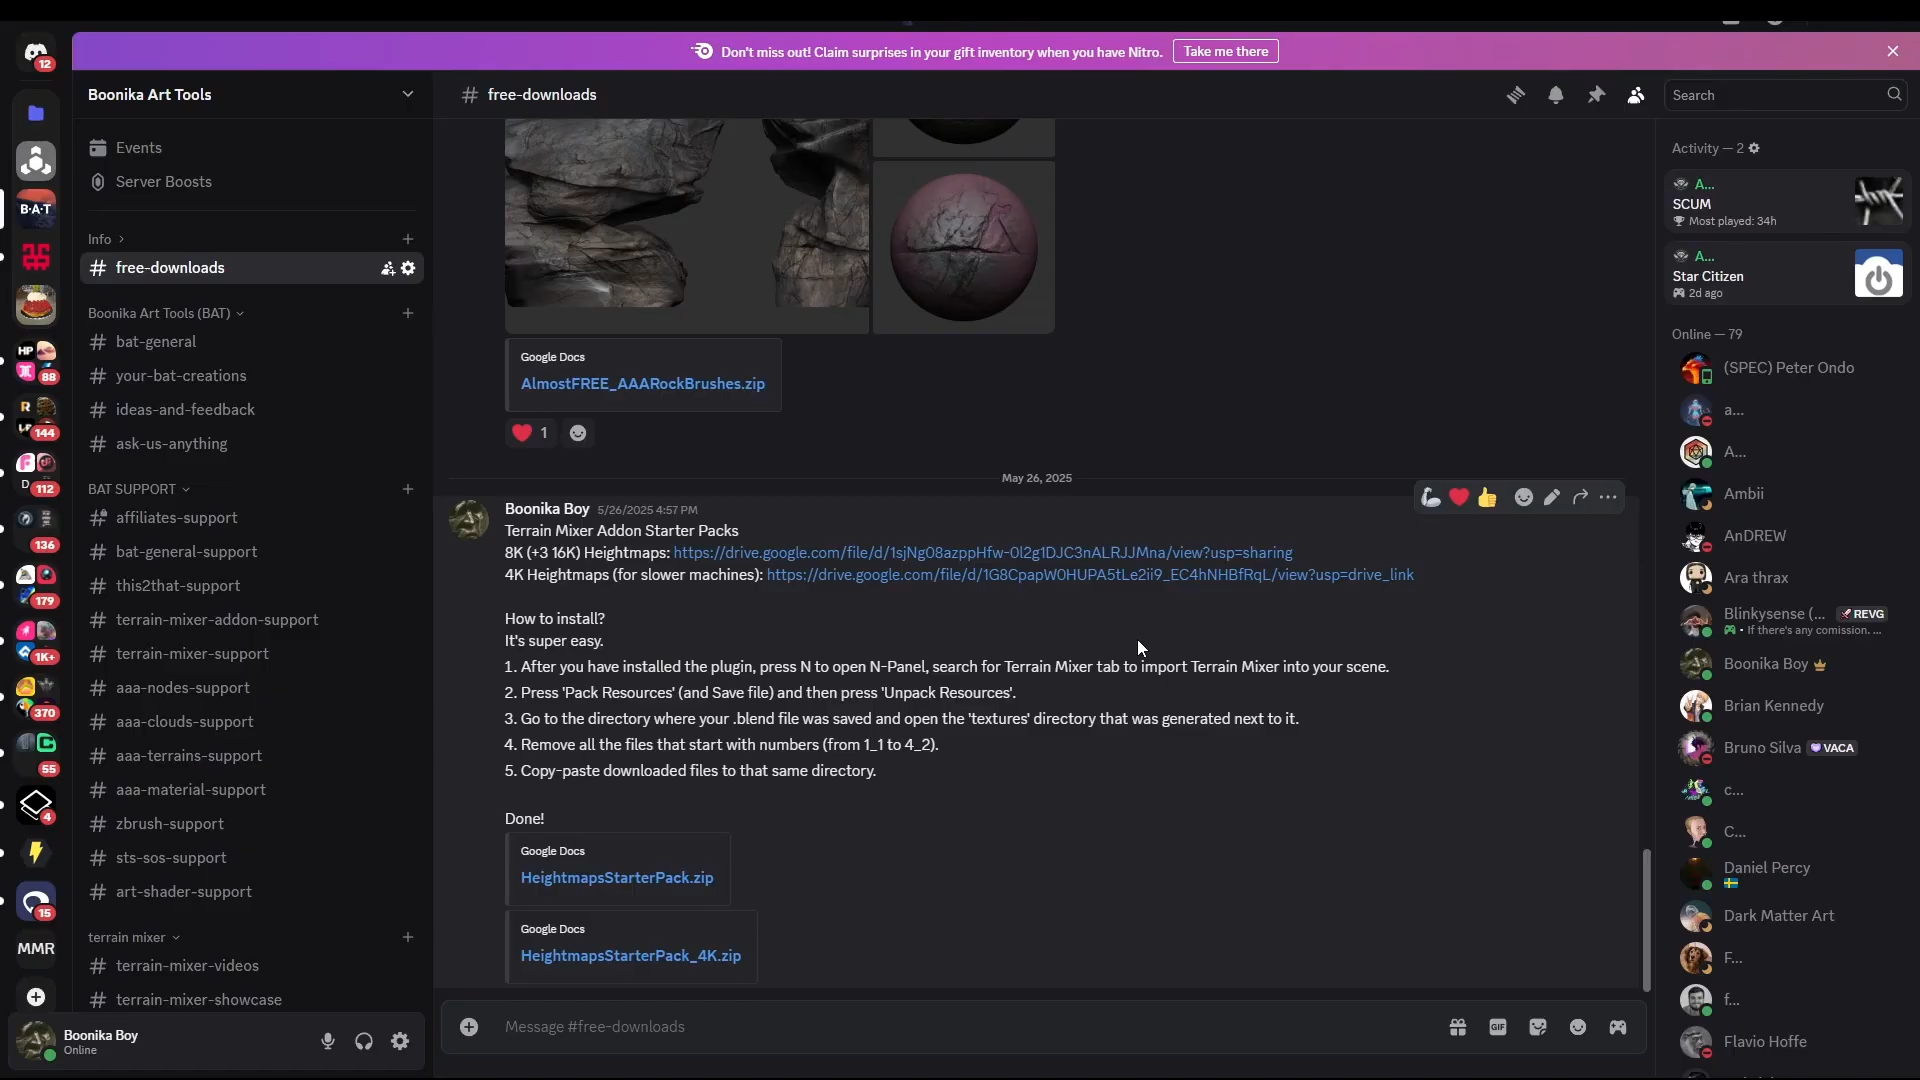 Don't miss out! Claim surprises in your gift inventory when you have Nitro.
Take me there
12
Boonika Art Tools
Events
Server Boosts
Info
free-downloads
Boonika Art Tools (BAT)
bat-general
your-bat-creations
ideas-and-feedback
ask-us-anything
BAT SUPPORT
affiliates-support
bat-general-support
this2that-support
terrain-mixer-addon-support
terrain-mixer-support
aaa-nodes-support
aaa-clouds-support
aaa-terrains-support
aaa-material-support
zbrush-support
sts-sos-support
art-shader-support
terrain mixer
terrain-mixer-videos
terrain-mixer-showcase
B·A·T
HP
88
R
144
D
112
136
179
1K+
370
55
4
15
MMR
Boonika Boy
Online
# free-downloads
Search
Google Docs
AlmostFREE_AAARockBrushes.zip
1
May 26, 2025
Boonika Boy 5/26/2025 4:57 PM
Terrain Mixer Addon Starter Packs
8K (+3 16K) Heightmaps: https://drive.google.com/file/d/1sjNg08azppHfw-0l2g1DJC3nALRJJMna/view?usp=sharing
4K Heightmaps (for slower machines): https://drive.google.com/file/d/1G8CpapW0HUPA5tLe2ii9_EC4hNHBfRqL/view?usp=drive_link
How to install?
It's super easy.
1. After you have installed the plugin, press N to open N-Panel, search for Terrain Mixer tab to import Terrain Mixer into your scene.
2. Press 'Pack Resources' (and Save file) and then press 'Unpack Resources'.
3. Go to the directory where your .blend file was saved and open the 'textures' directory that was generated next to it.
4. Remove all the files that start with numbers (from 1_1 to 4_2).
5. Copy-paste downloaded files to that same directory.
Done!
Google Docs
HeightmapsStarterPack.zip
Google Docs
HeightmapsStarterPack_4K.zip
Message #free-downloads
GIF
Activity — 2
A...
SCUM
Most played: 34h
A...
Star Citizen
2d ago
Online — 79
(SPEC) Peter Ondo
a...
A...
Ambii
AnDREW
Ara thrax
Blinkysense (... REVG
• If there's any comission. ...
Boonika Boy
Brian Kennedy
Bruno Silva VACA
c...
C...
Daniel Percy
Dark Matter Art
F...
f...
Flavio Hoffe